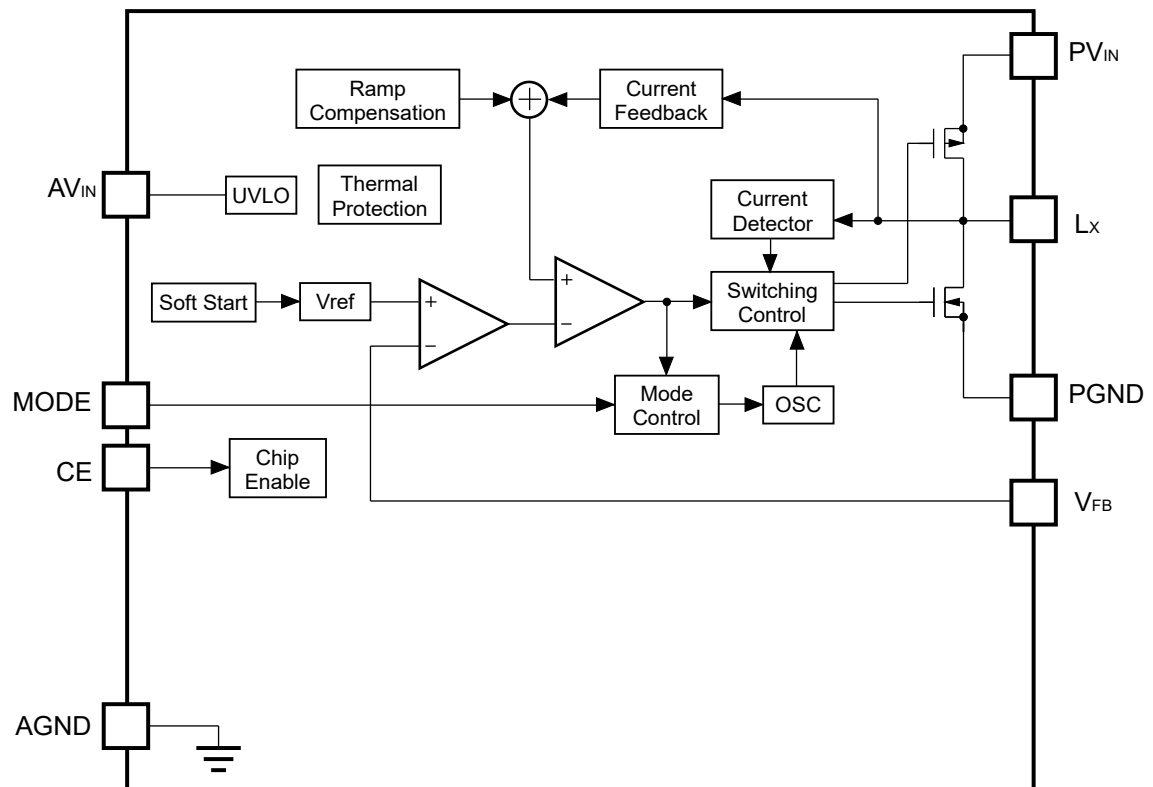 PVIN
Ramp
Compensation
+
Current
Feedback
AVIN
UVLO
Thermal
Protection
Current
Detector
LX
Soft Start
Vref
+
−
+
−
Switching
Control
MODE
Mode
Control
OSC
PGND
CE
Chip
Enable
VFB
AGND